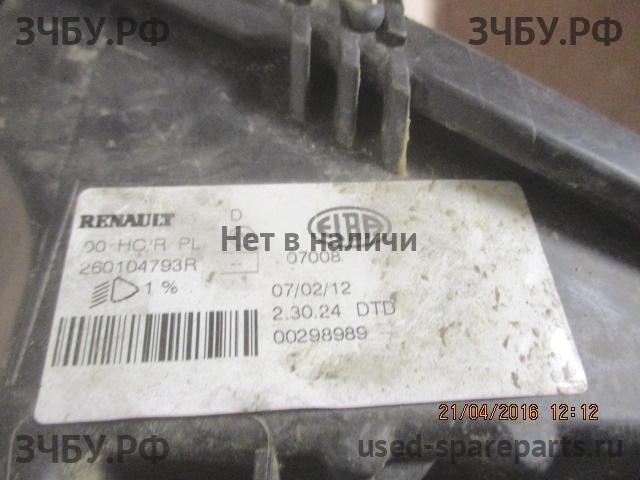 ЗЧБУ.РФ
ЗЧБУ.РФ
RENAULT
D
00 HC/R PL
Нет в наличи
07008
260104793R
1 %
07/02/12
2.30.24 DTD
00298989
21/04/2016 12:12
ЗЧБУ.РФ
used-spareparts.ru